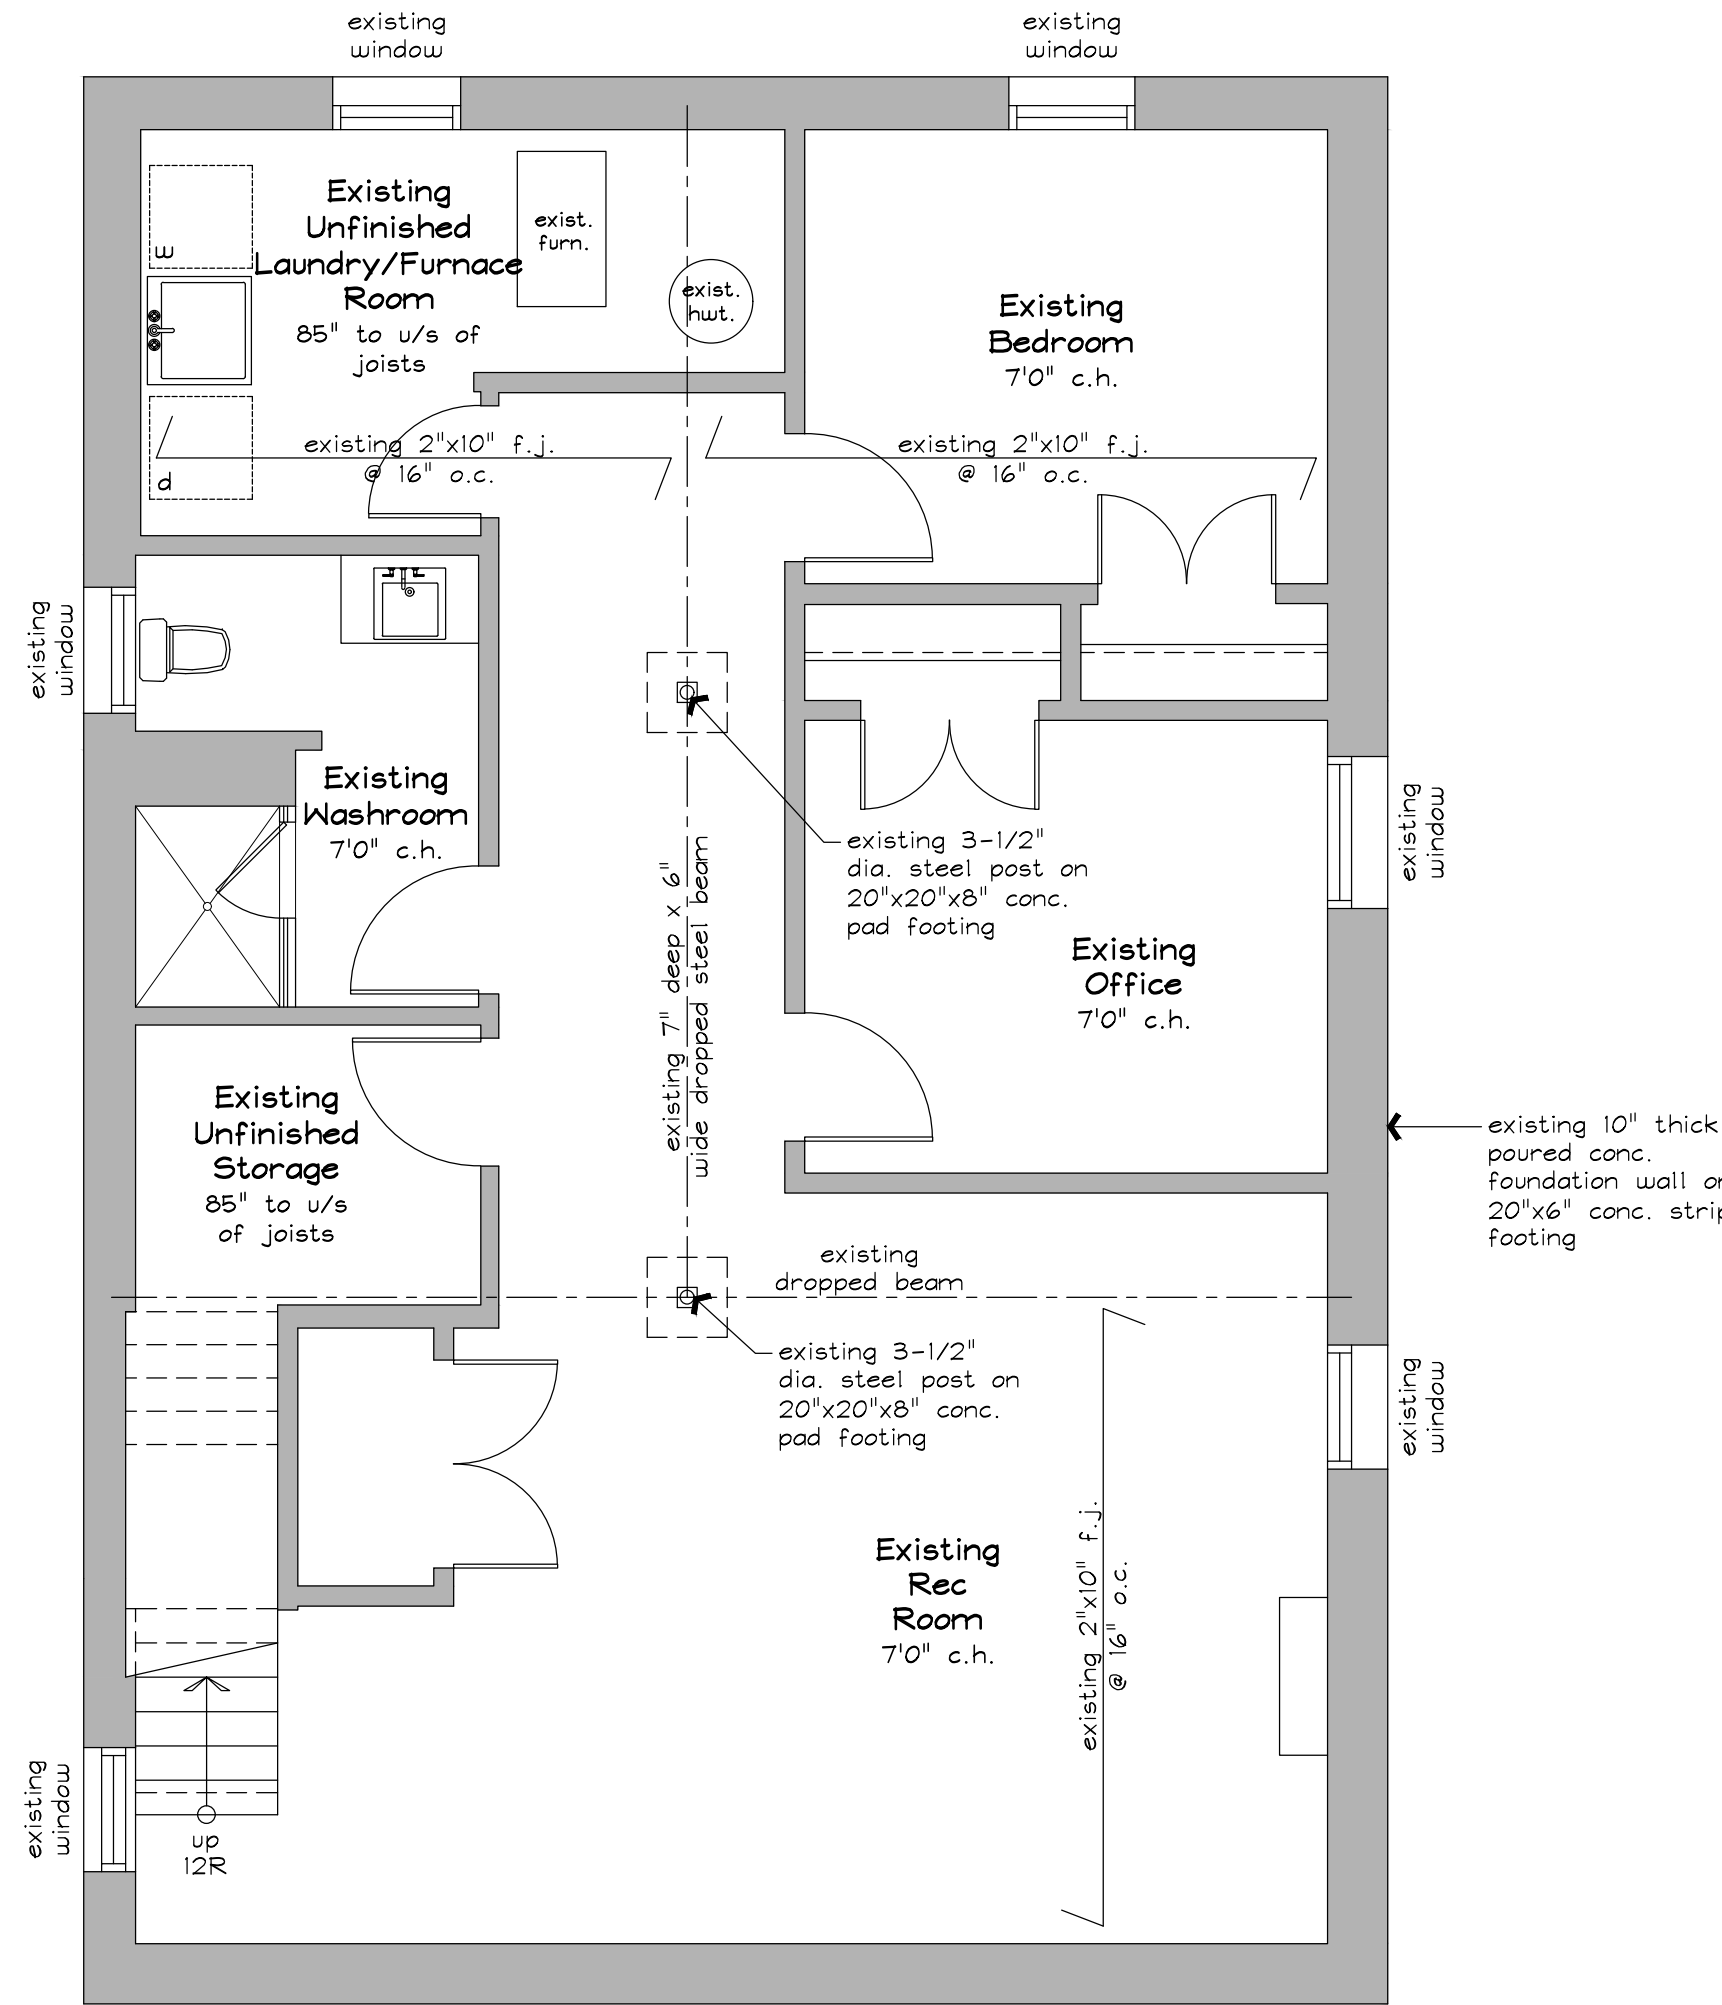 existing
window
existing
window
Existing
Unfinished
Laundry/Furnace
Room
85" to u/s of
joists
w
d
exist.
furn.
exist.
hwt.
Existing
Bedroom
7'0" c.h.
existing 2"x10" f.j.
@ 16" o.c.
existing 2"x10" f.j.
@ 16" o.c.
existing
window
Existing
Washroom
7'0" c.h.
existing 3-1/2"
dia. steel post on
20"x20"x8" conc.
pad footing
existing
window
existing 7" deep x 6"
wide dropped steel beam
Existing
Office
7'0" c.h.
Existing
Unfinished
Storage
85" to u/s
of joists
existing 10" thick
poured conc.
foundation wall on
20"x6" conc. strip
footing
existing
dropped beam
existing 3-1/2"
dia. steel post on
20"x20"x8" conc.
pad footing
existing
window
Existing
Rec
Room
7'0" c.h.
existing 2"x10" f.j.
@ 16" o.c.
existing
window
up
12R